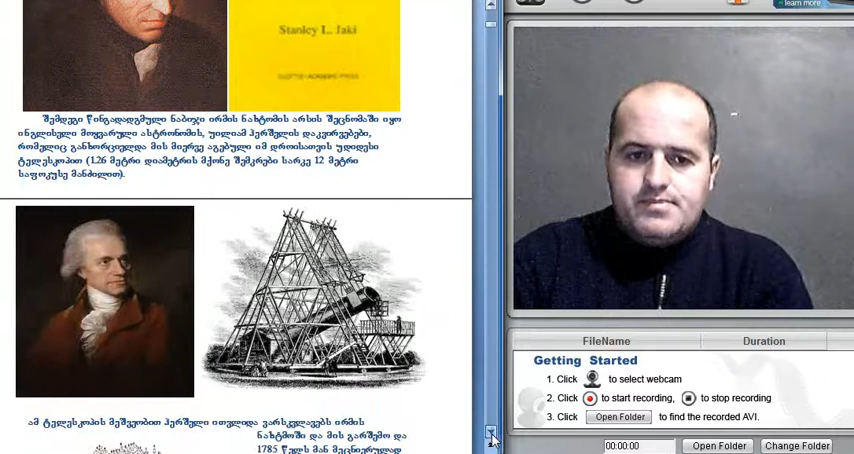 learn more
Stanley L. Jaki
შემდეგი წინგადადგმული ნაბიჯი ირმის ნახტომის არსის შეცნობაში იყო
ინგლისელი მოყვარული ასტრონომის, უილიამ ჰერშელის დაკვირვებები,
რომელიც განხორციელდა მის მიერვე აგებული იმ დროისათვის უდიდესი
ტელესკოპით (1.26 მეტრი დიამეტრის მქონე შემკრები სარკე 12 მეტრი
საფოკუსე მანძილით).
ამ ტელესკოპის მეშვეობით ჰერშელი ითვლიდა ვარსკვლავებს ირმის
ნახტომში და მის გარშემო და
1785 წელს მან მეცნიერულად
FileName Duration
Getting Started
1. Click to select webcam
2. Click to start recording, to stop recording
3. Click Open Folder to find the recorded AVI.
00:00:00 Open Folder Change Folder